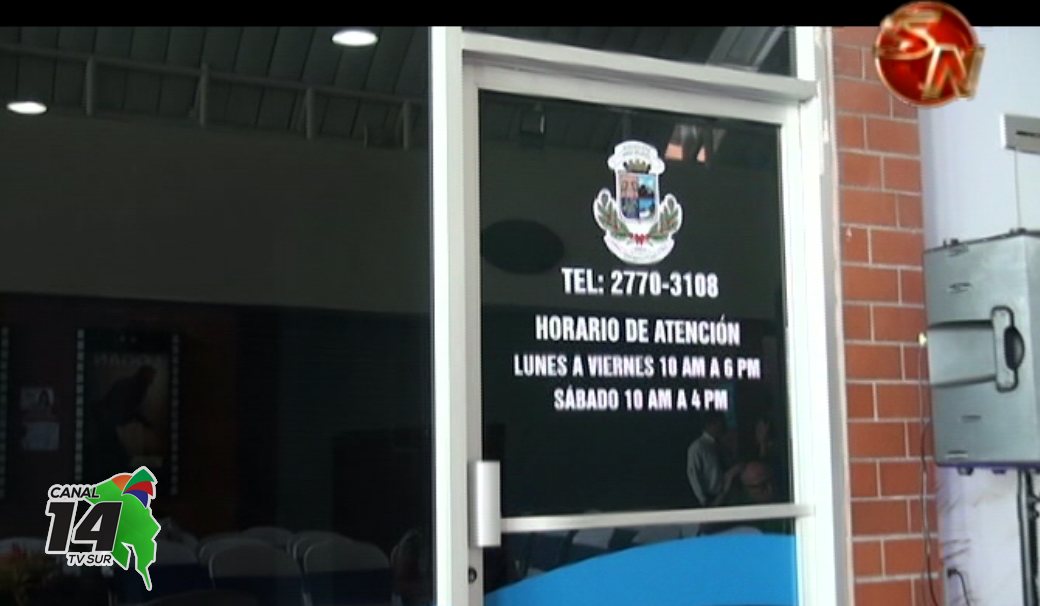 SN
TEL: 2770-3108
HORARIO DE ATENCIÓN
LUNES A VIERNES 10 AM A 6 PM
SÁBADO 10 AM A 4 PM
CANAL
14
TV SUR